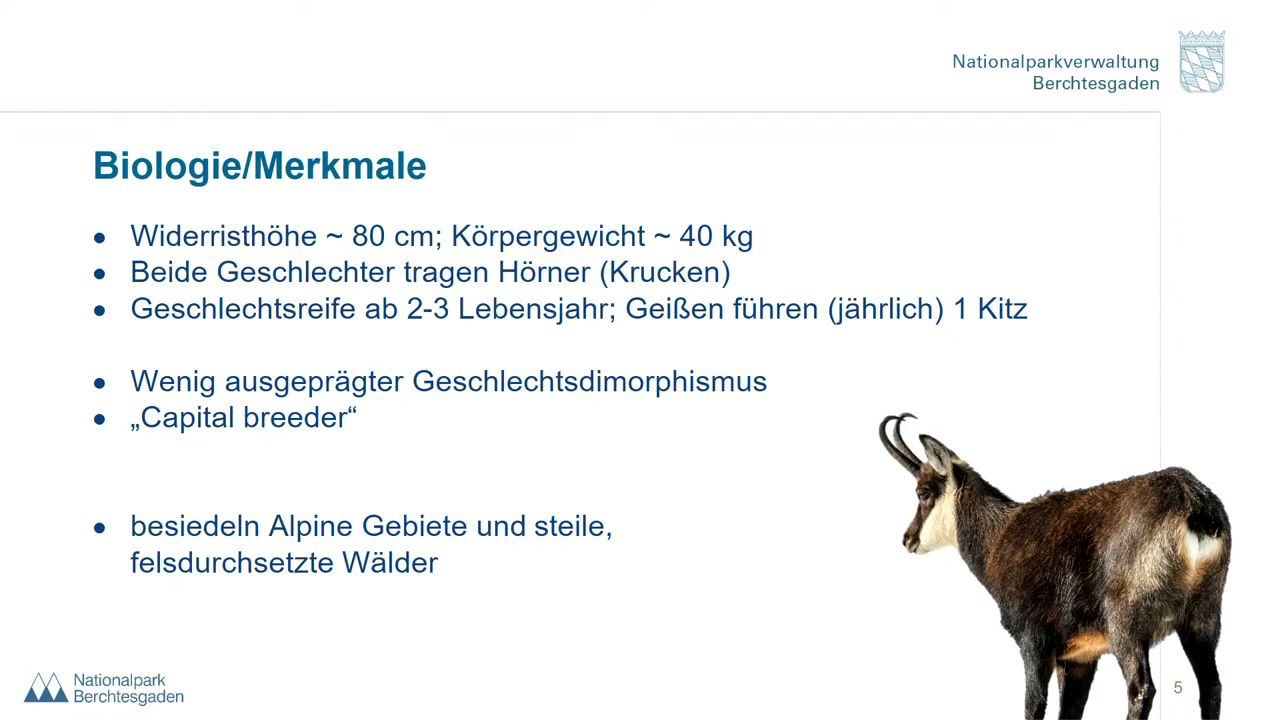 Nationalparkverwaltung
Berchtesgaden
Biologie/Merkmale
• Widerristhöhe ~ 80 cm; Körpergewicht ~ 40 kg
• Beide Geschlechter tragen Hörner (Krucken)
• Geschlechtsreife ab 2-3 Lebensjahr; Geißen führen (jährlich) 1 Kitz
• Wenig ausgeprägter Geschlechtsdimorphismus
• „Capital breeder“
• besiedeln Alpine Gebiete und steile,
felsdurchsetzte Wälder
Nationalpark
Berchtesgaden
5